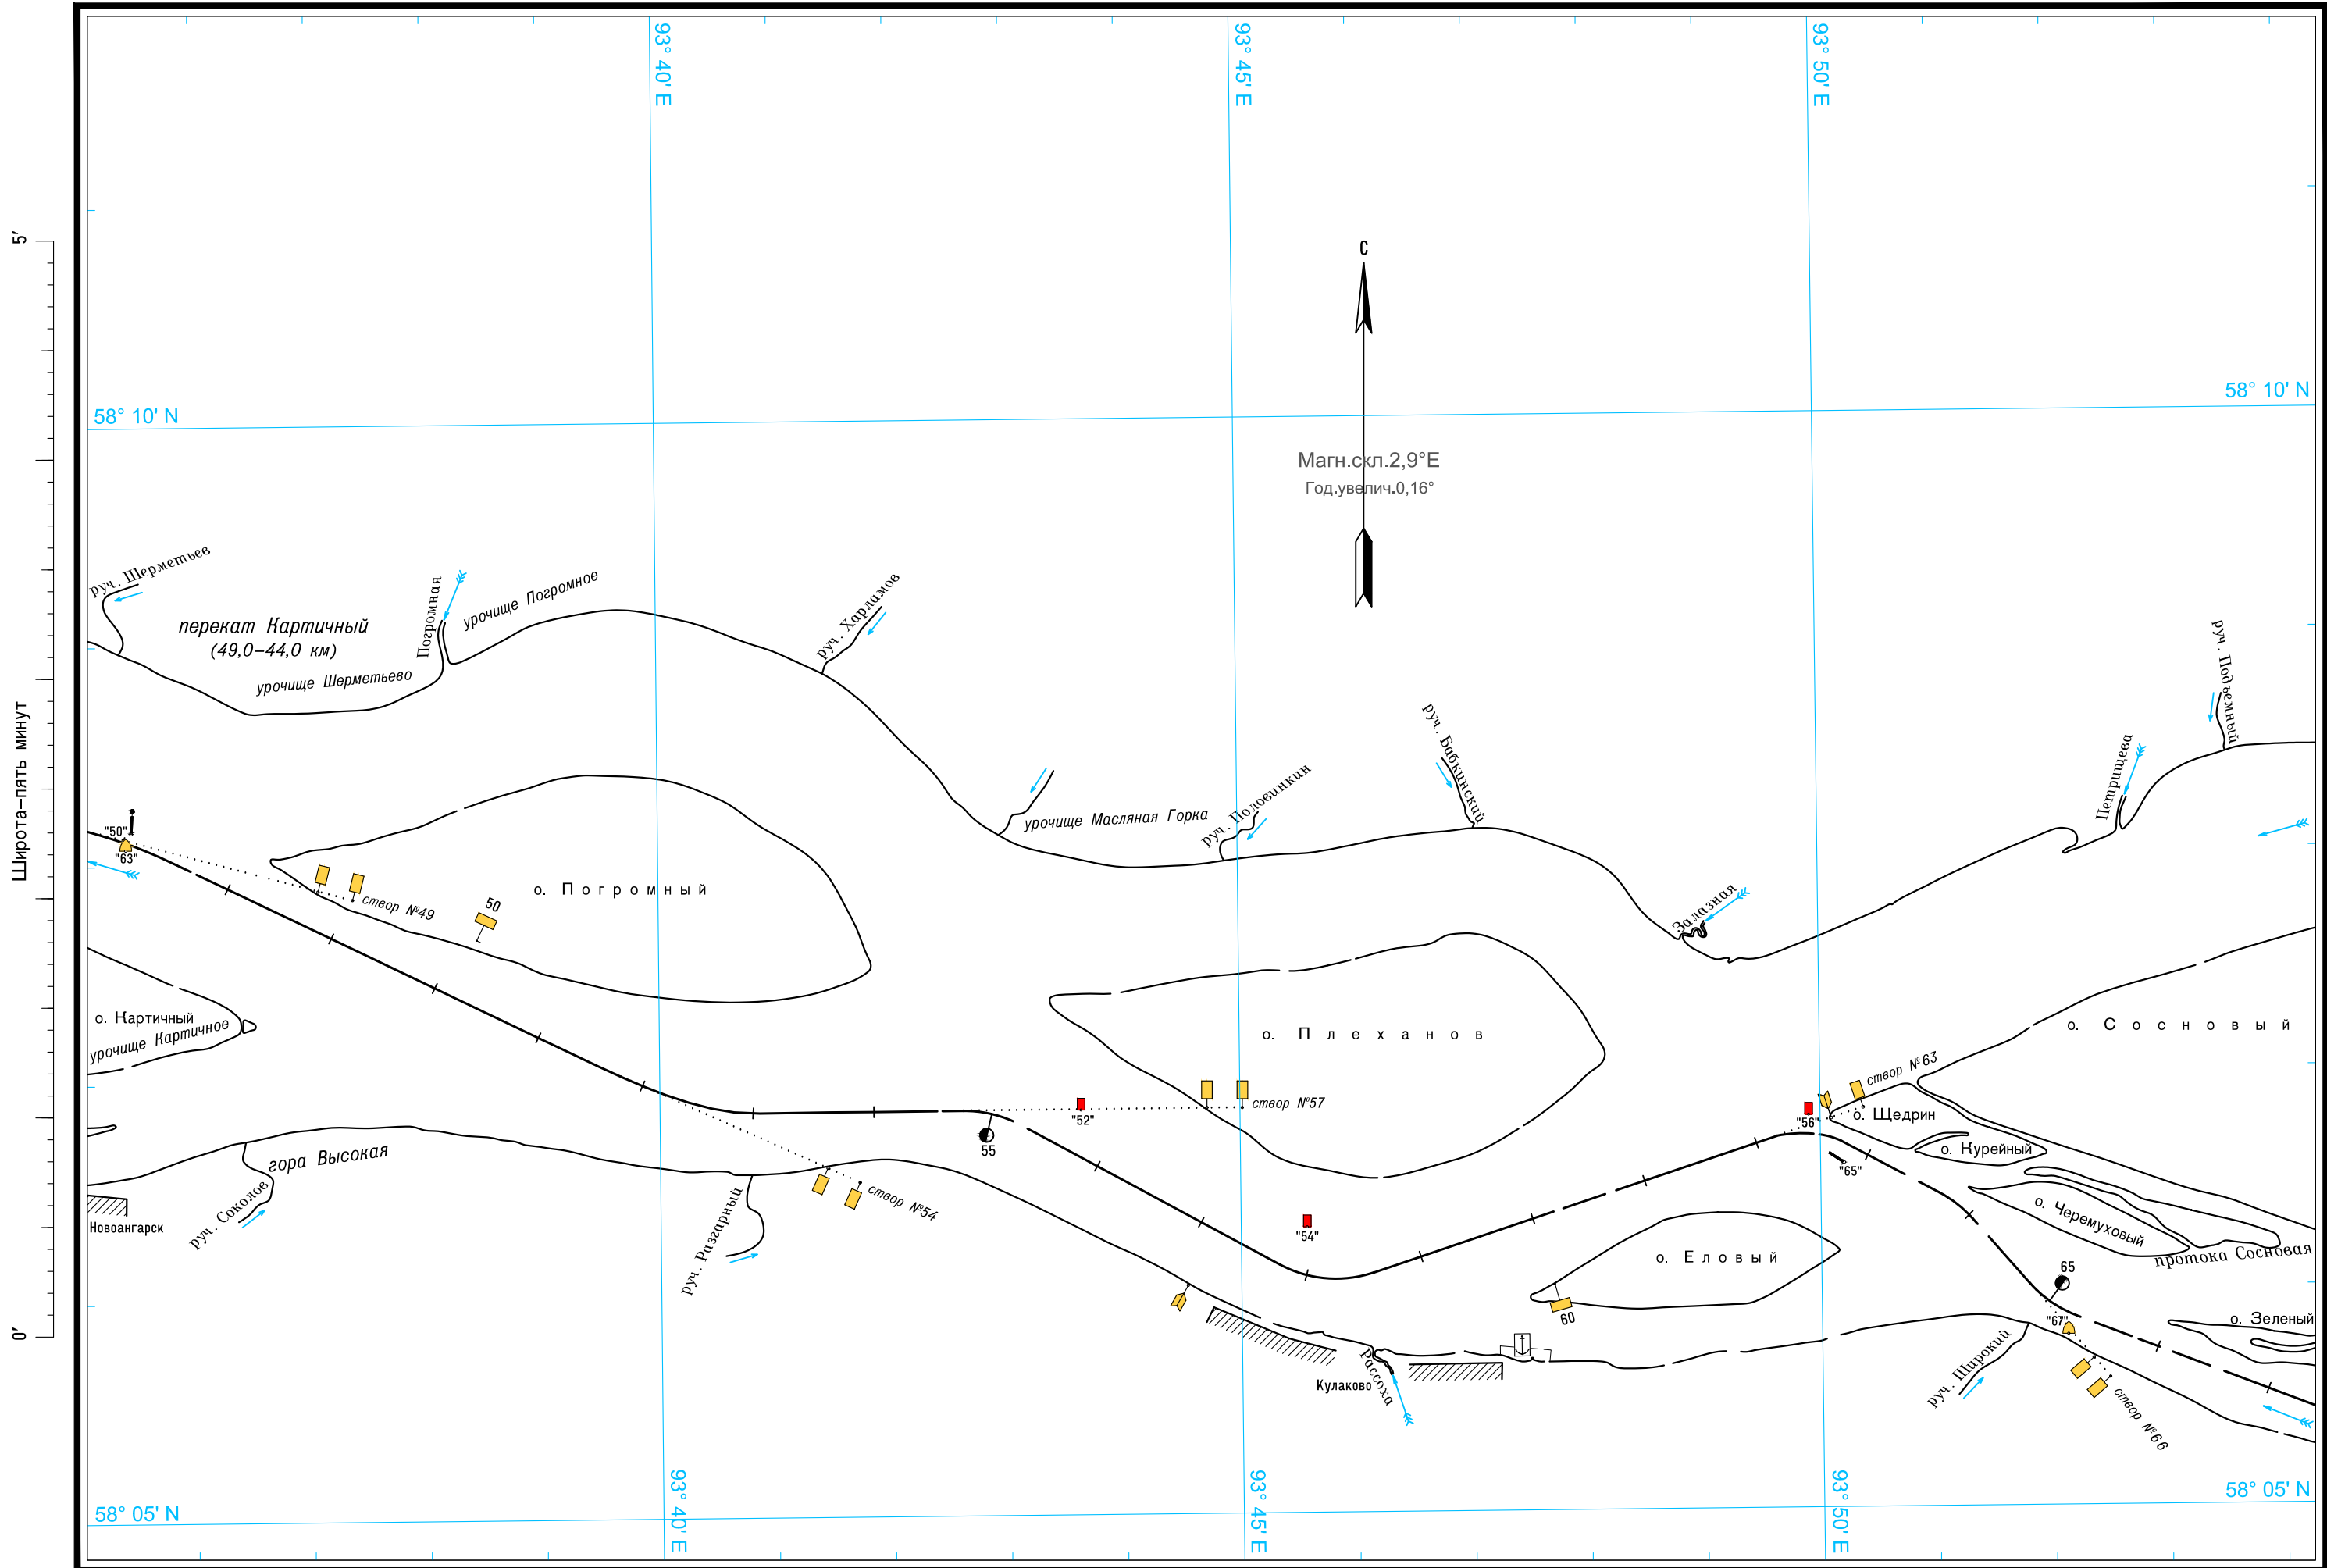 93° 40' E
93° 45' E
93° 50' E
5'
С
58° 10' N
58° 10' N
Магн.скл.2,9°E
Год.увелич.0,16°
руч. Шерметьев
перекат Картичный
(49,0–44,0 км)
Погромная
урочище Погромное
урочище Шерметьево
руч. Харламов
руч. Подъемный
руч. Бабкинский
Петрищева
урочище Масляная Горка
руч. Половинкин
Широта–пять минут
"50"
"63"
створ №49
50
о. Погромный
Залазная
о. Картичный
урочище Картичное
о. Плеханов
о. Сосновый
створ №63
створ №57
"52"
"56"
о. Щедрин
55
о. Курейный
"65"
гора Высокая
руч. Соколов
Новоангарск
створ №54
руч. Разгарный
"54"
о. Еловый
о. Черемуховый
протока Сосновая
65
60
"67"
о. Зеленый
0'
Рассоха
Кулаково
руч. Широкий
створ №66
58° 05' N
58° 05' N
93° 40' E
93° 45' E
93° 50' E